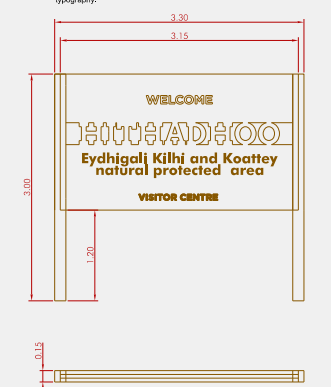 typography.
3.30
3.15
WELCOME
HITHADHOO
Eydhigali Kilhi and Koattey
natural protected area
VISITOR CENTRE
3.00
1.20
0.15